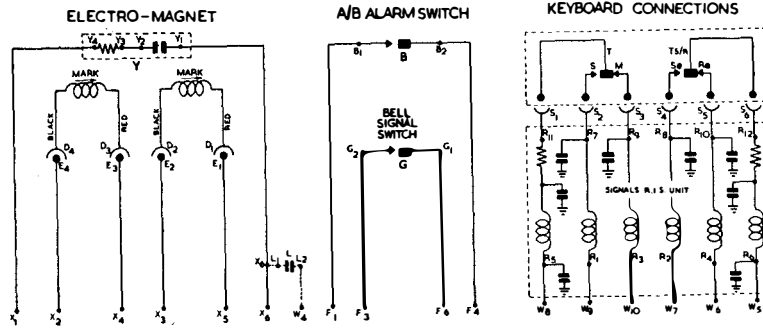 ELECTRO-MAGNET
A/B ALARM SWITCH
KEYBOARD CONNECTIONS
Y4 Y3 Y2 Y1
Y
MARK MARK
BLACK RED BLACK RED
D4 D3 D2 D1
E4 E3 E2 E1
L1 L L2
X1 X2 X4 X3 X5 X6 W4
B1 B B2
BELL
SIGNAL
SWITCH
G2 G G1
F1 F3 F6 F4
T TS/R
S M Se Re
S1 S2 S3 S4 S5 S6
R11 R7 R9 R8 R10 R12
SIGNALS R.I.S. UNIT
R5 R1 R3 R2 R4 R6
W8 W9 W10 W7 W6 W5